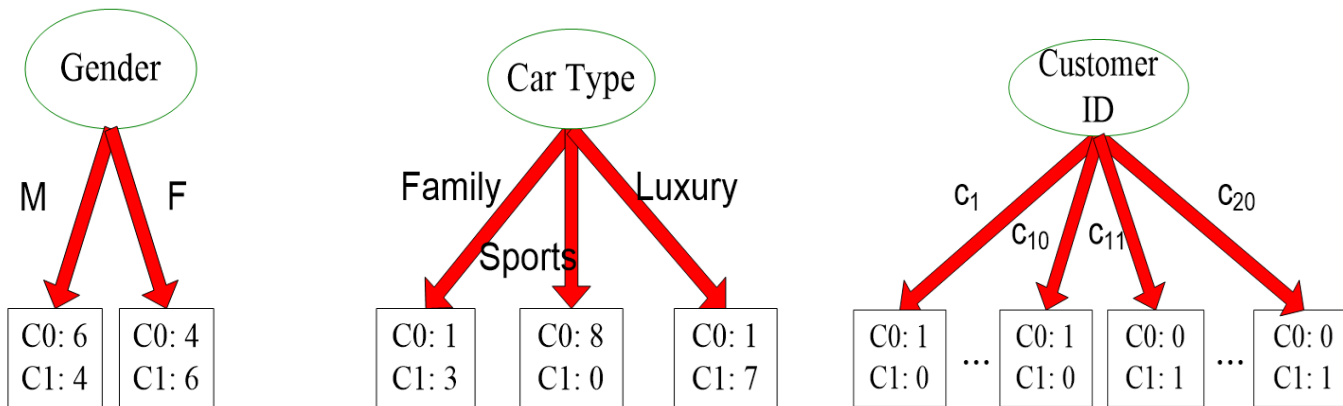 Gender
M
F
C0: 6
C1: 4
C0: 4
C1: 6
Car Type
Family
Sports
Luxury
C0: 1
C1: 3
C0: 8
C1: 0
C0: 1
C1: 7
Customer
ID
c₁
c₁₀
c₁₁
c₂₀
C0: 1
C1: 0
...
C0: 1
C1: 0
C0: 0
C1: 1
...
C0: 0
C1: 1